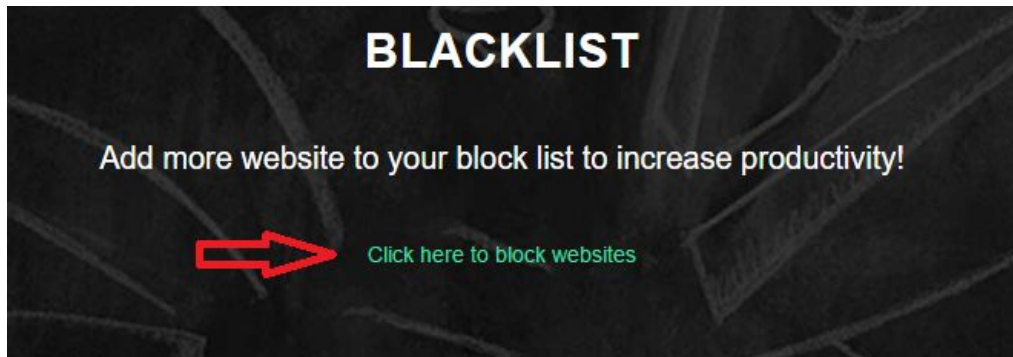 BLACKLIST
Add more website to your block list to increase productivity!
Click here to block websites